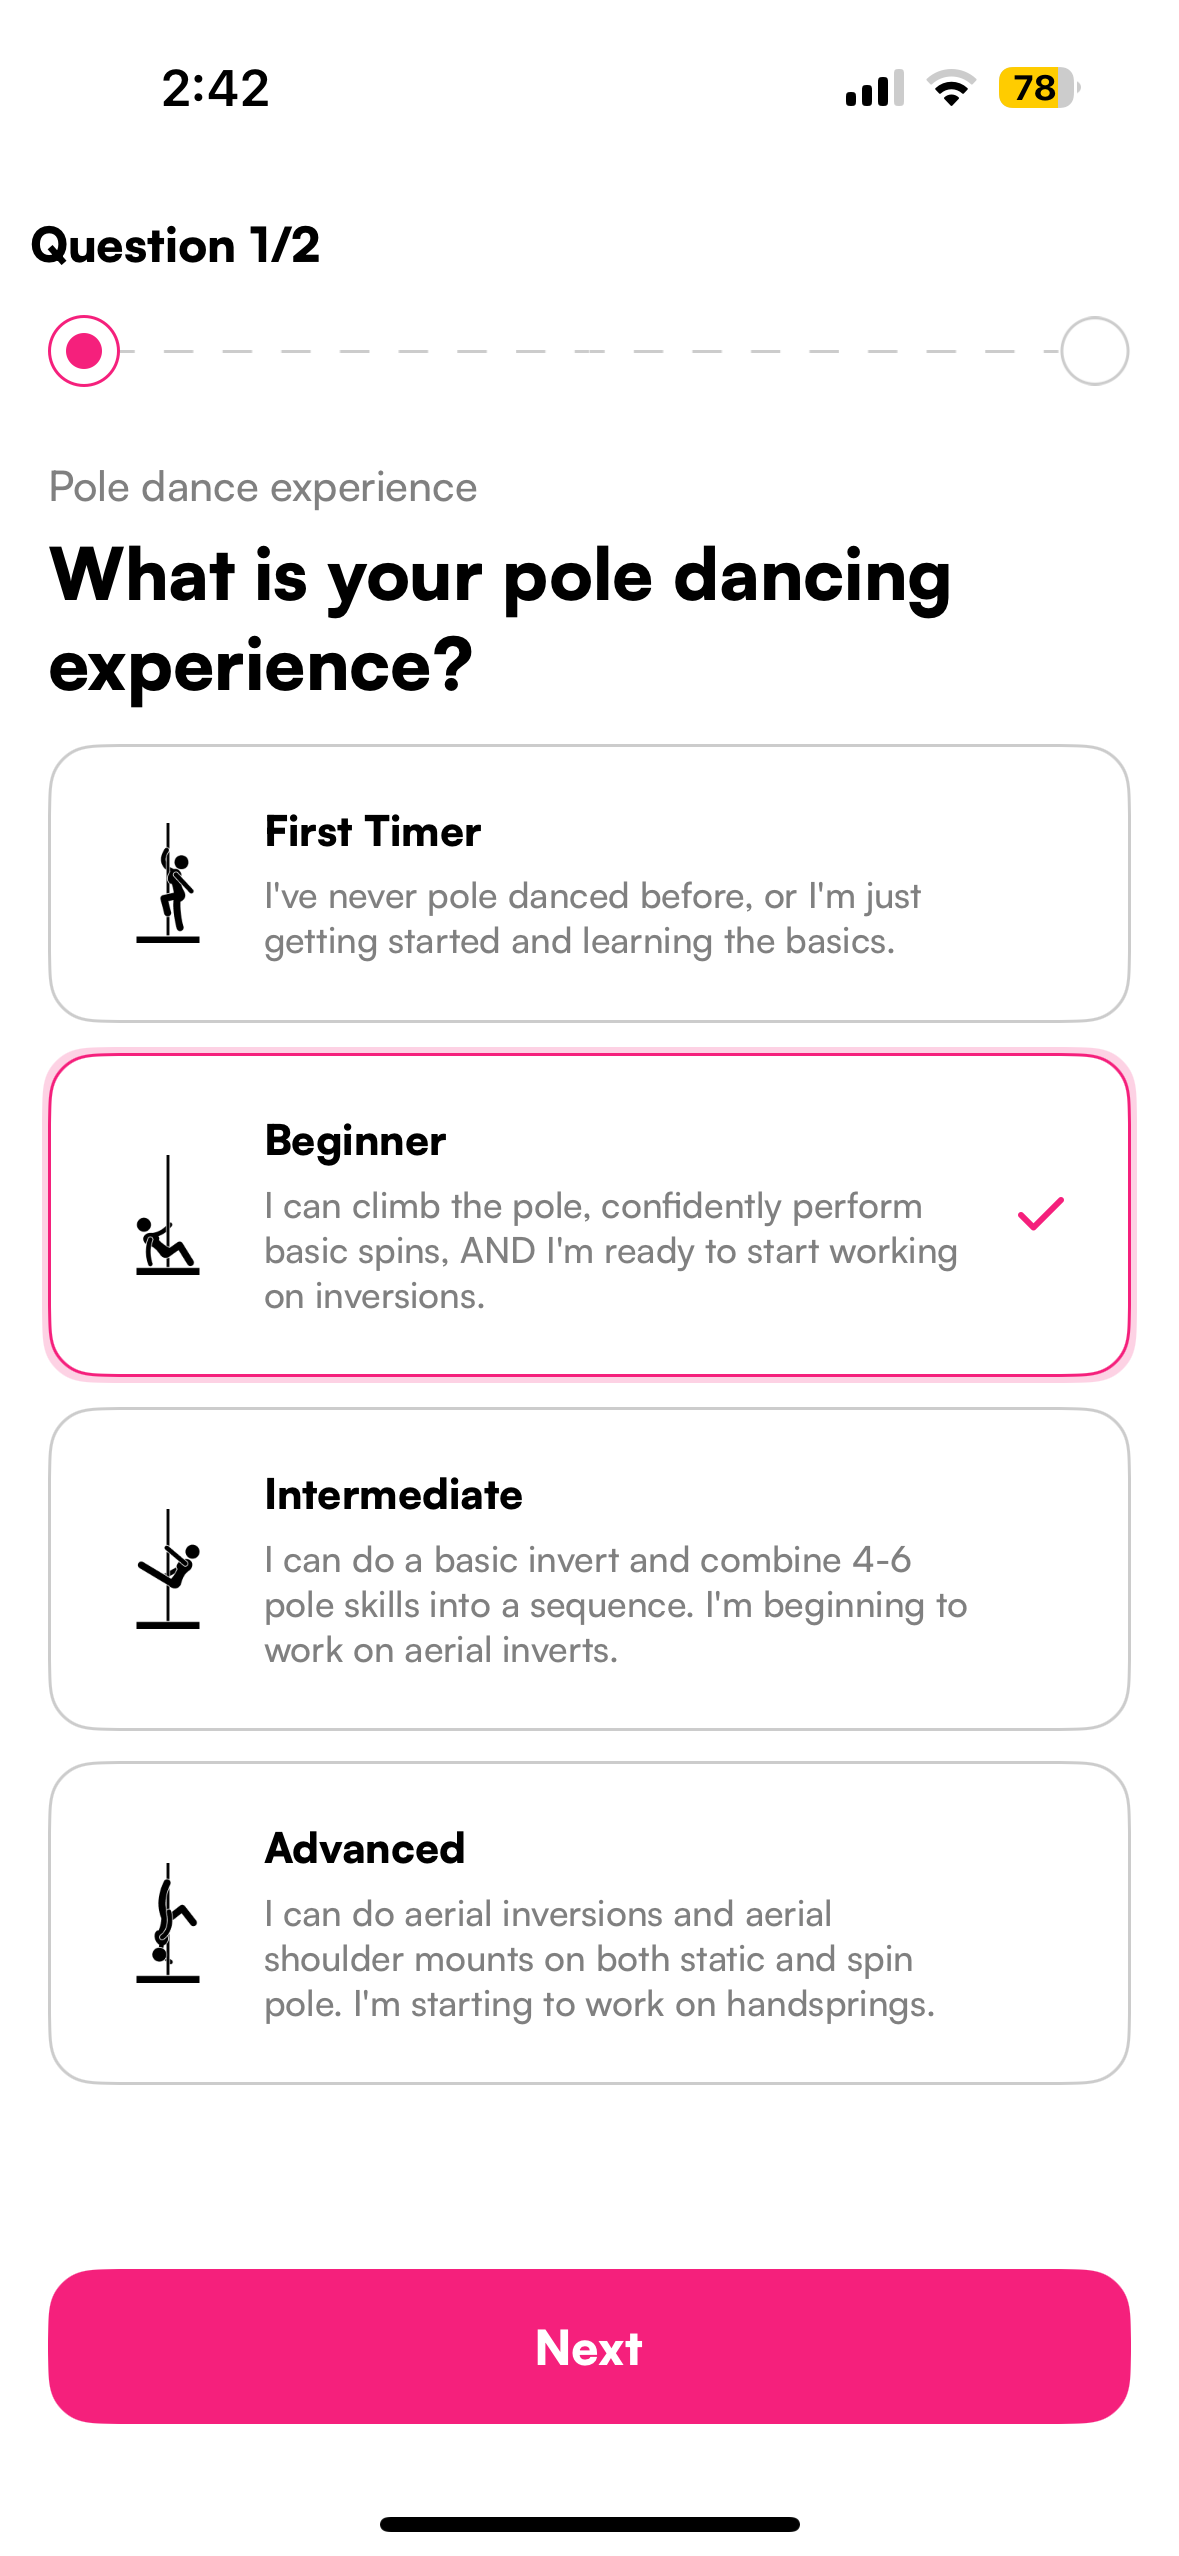 2:42
78
Question 1/2
Pole dance experience
What is your pole dancing
experience?
First Timer
I've never pole danced before, or I'm just
getting started and learning the basics.
Beginner
I can climb the pole, confidently perform
basic spins, AND I'm ready to start working
on inversions.
Intermediate
I can do a basic invert and combine 4-6
pole skills into a sequence. I'm beginning to
work on aerial inverts.
Advanced
I can do aerial inversions and aerial
shoulder mounts on both static and spin
pole. I'm starting to work on handsprings.
Next